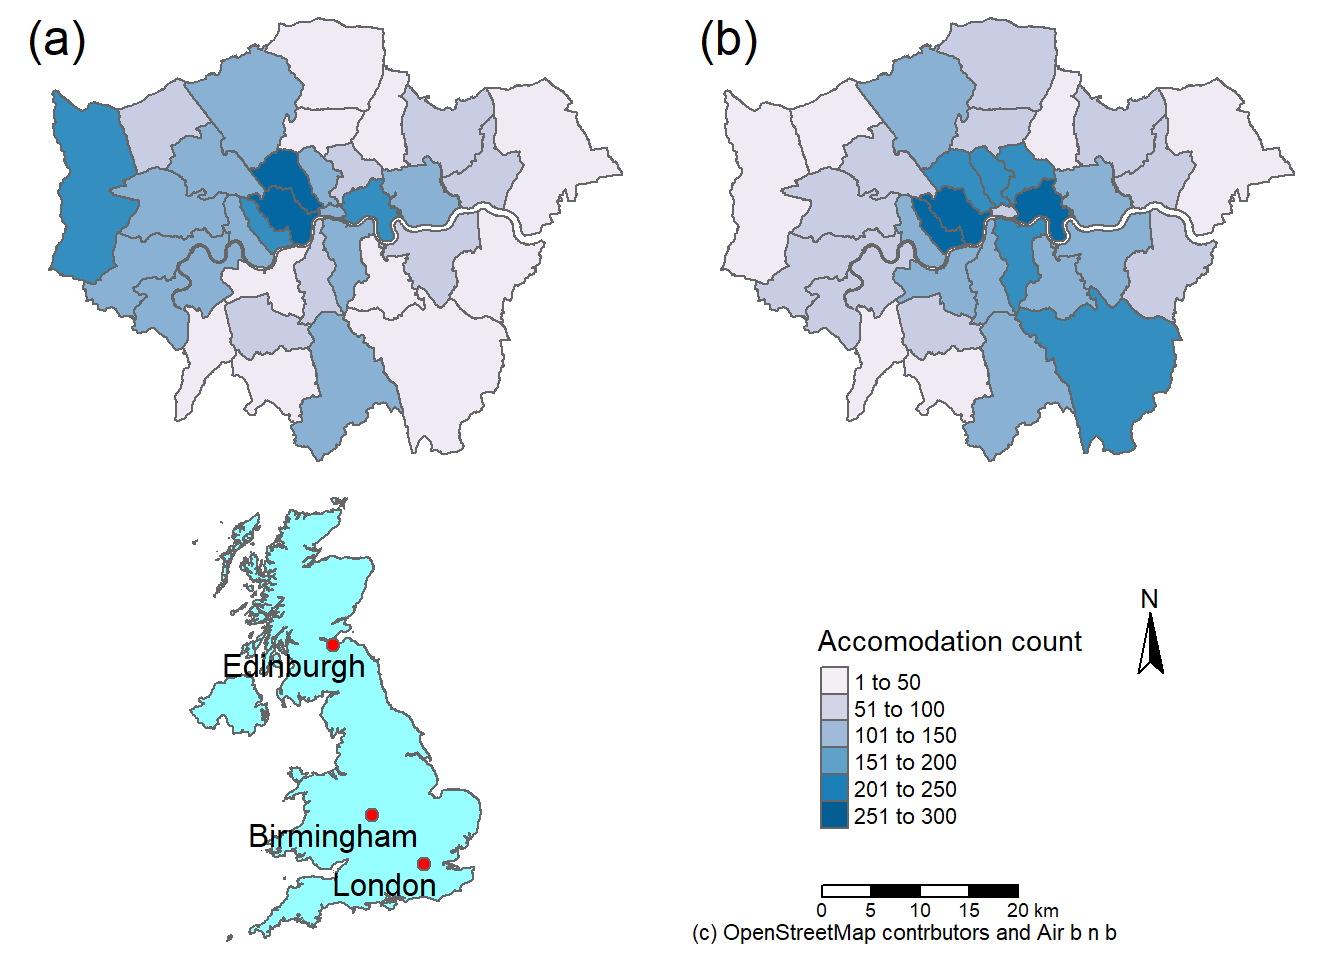 (a)
(b)
Edinburgh
Birmingham
London
N
Accomodation count
1 to 50
51 to 100
101 to 150
151 to 200
201 to 250
251 to 300
0 5 10 15 20 km
(c) OpenStreetMap contrbutors and Air b n b